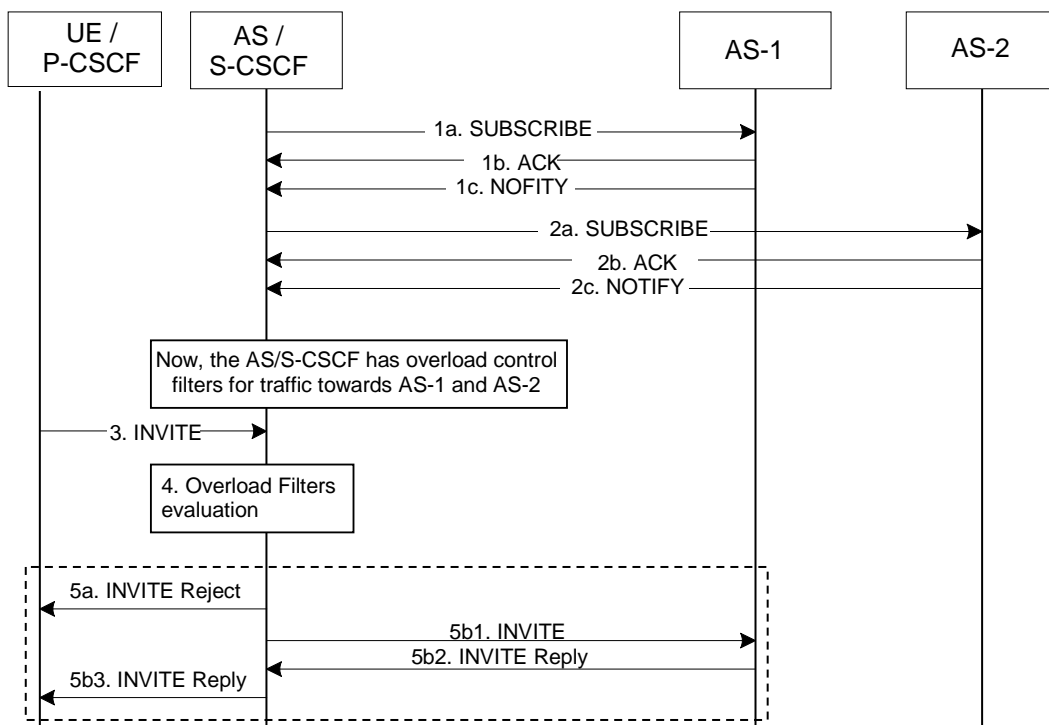 UE /
P-CSCF
AS /
S-CSCF
AS-1
AS-2
1a. SUBSCRIBE
1b. ACK
1c. NOFITY
2a. SUBSCRIBE
2b. ACK
2c. NOTIFY
Now, the AS/S-CSCF has overload control
filters for traffic towards AS-1 and AS-2
3. INVITE
4. Overload Filters
evaluation
5a. INVITE Reject
5b1. INVITE
5b2. INVITE Reply
5b3. INVITE Reply